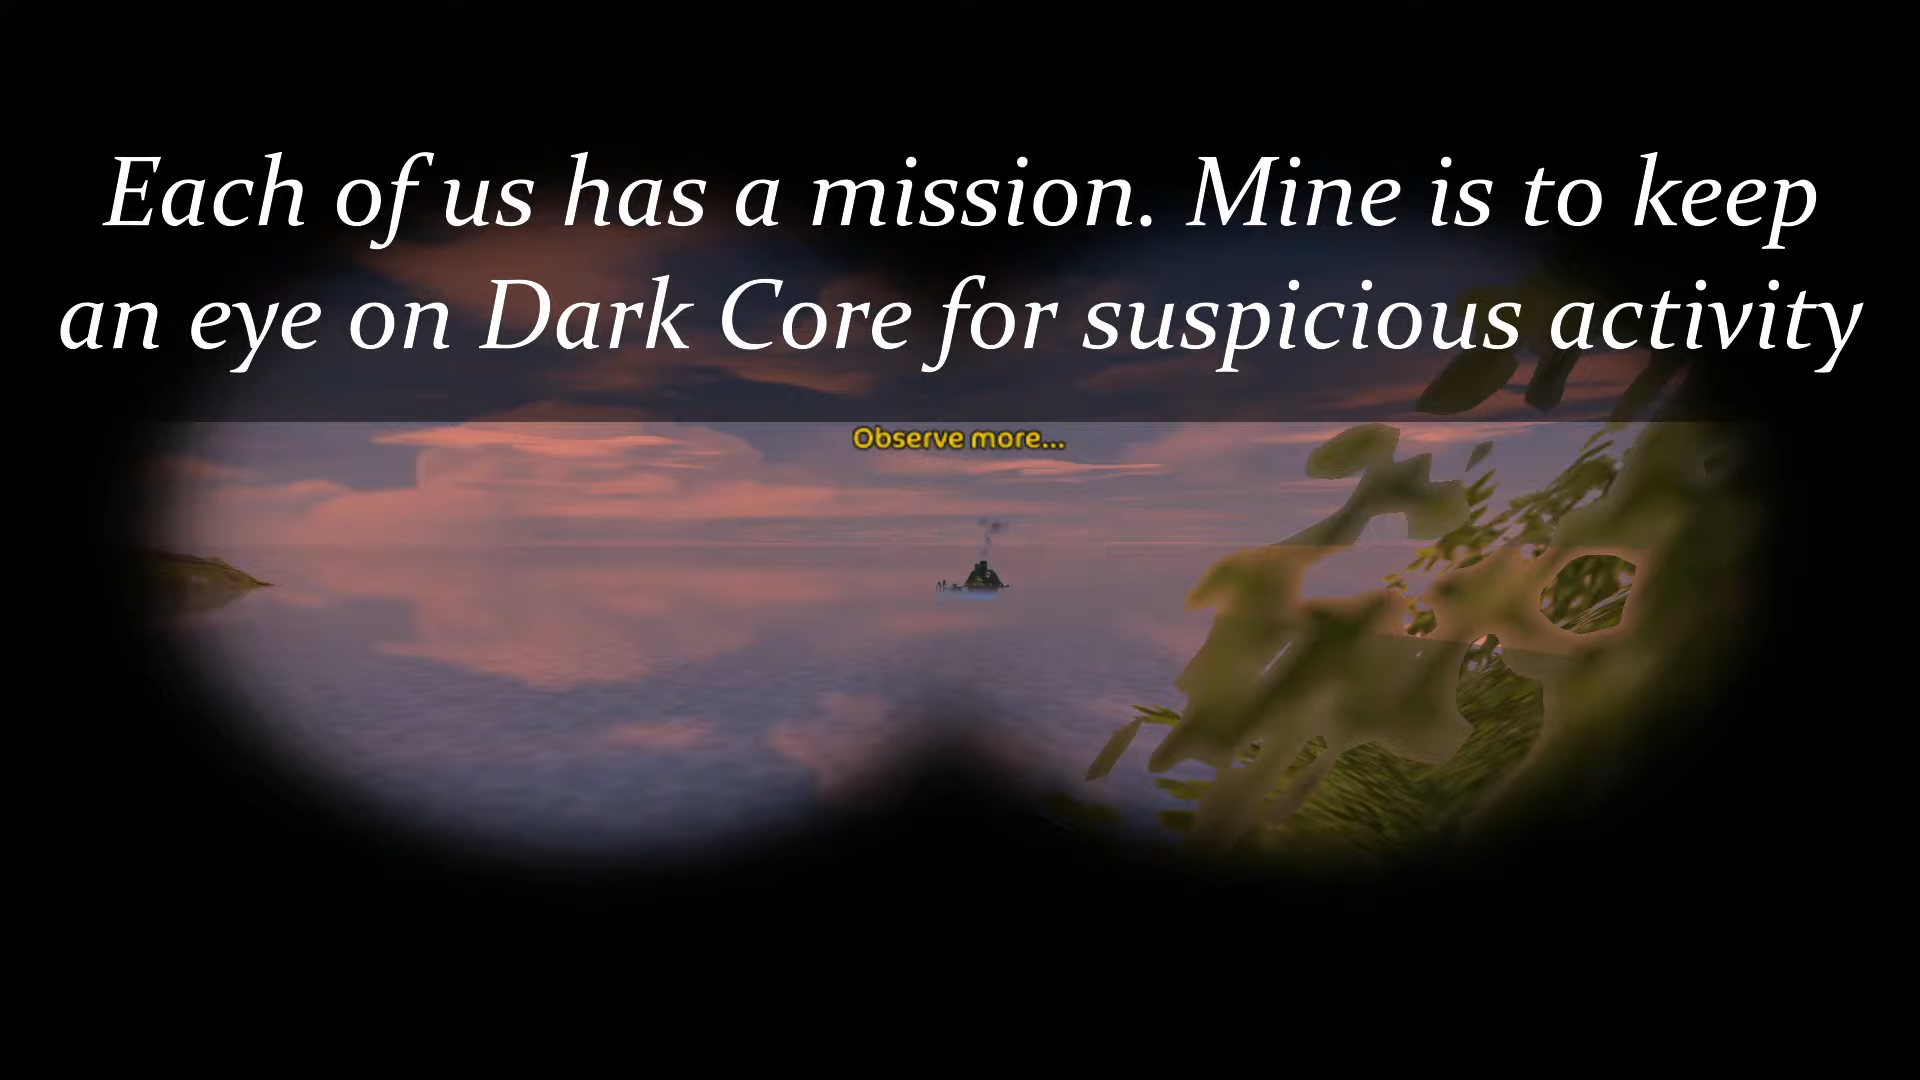 Each of us has a mission. Mine is to keep
an eye on Dark Core for suspicious activity
Observe more...